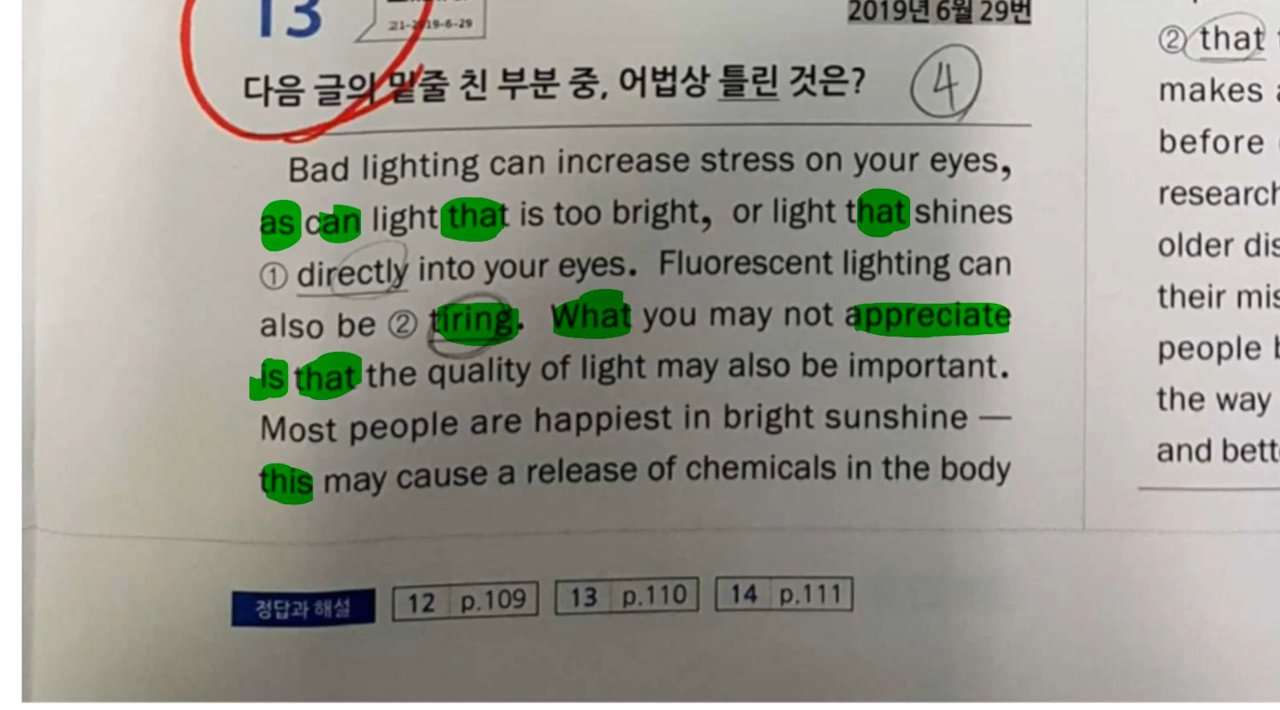 13
21-2019-6-29
2019년 6월 29번
다음 글의 밑줄 친 부분 중, 어법상 틀린 것은? ④
Bad lighting can increase stress on your eyes,
as can light that is too bright, or light that shines
① directly into your eyes. Fluorescent lighting can
also be ② tiring. What you may not appreciate
is that the quality of light may also be important.
Most people are happiest in bright sunshine —
this may cause a release of chemicals in the body
정답과 해설 12 p.109 13 p.110 14 p.111
② that
makes
before
research
older dis
their mis
people b
the way
and bett